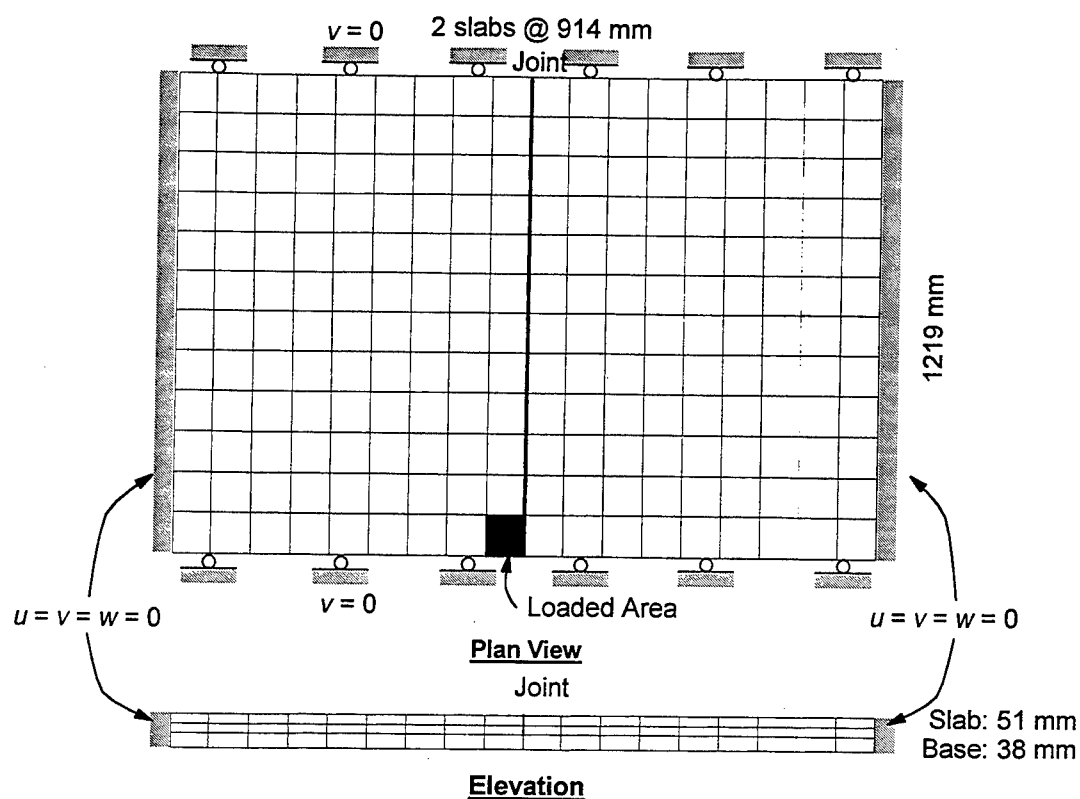 v = 0
2 slabs @ 914 mm
Joint
1219 mm
u = v = w = 0
v = 0
Loaded Area
u = v = w = 0
Plan View
Joint
Slab: 51 mm
Base: 38 mm
Elevation